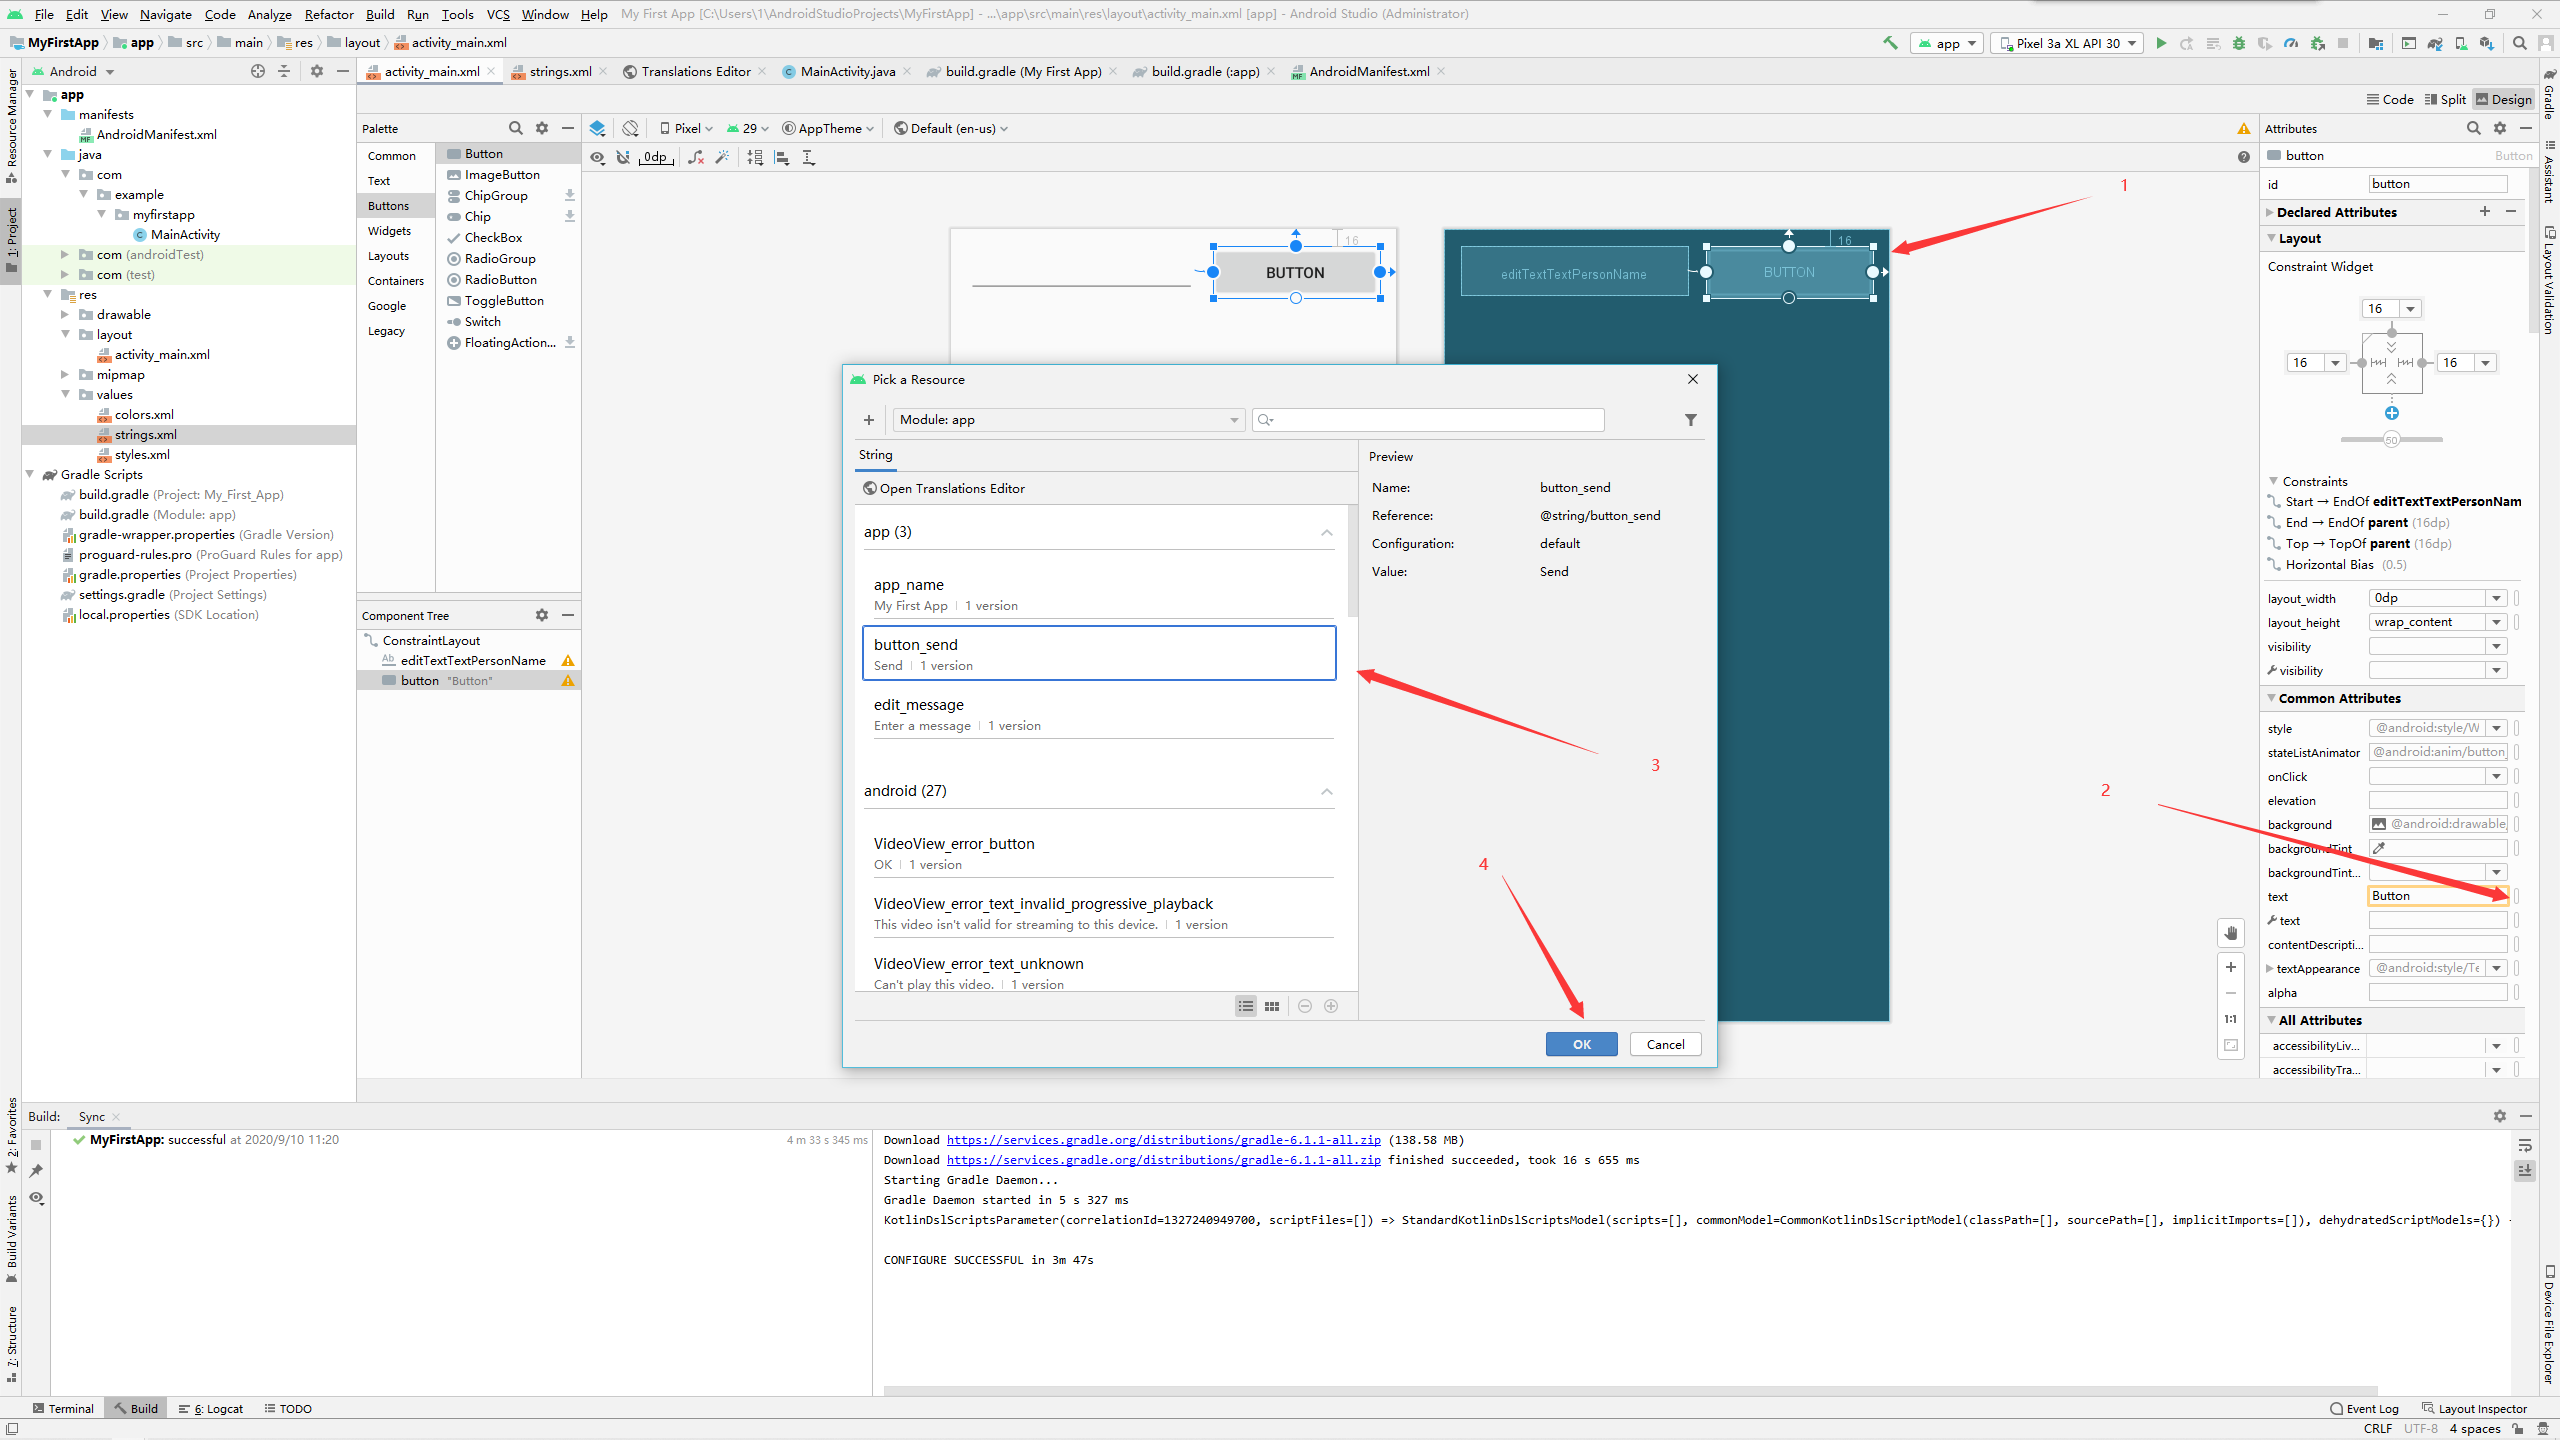 File Edit View Navigate Code Analyze Refactor Build Run Tools VCS Window Help My First App [C:\Users\1\AndroidStudioProjects\MyFirstApp] - ...\app\src\main\res\layout\activity_main.xml [app] - Android Studio (Administrator)
MyFirstApp app src main res layout activity_main.xml
app Pixel 3a XL API 30
Android
activity_main.xml strings.xml Translations Editor MainActivity.java build.gradle (My First App) build.gradle (:app) AndroidManifest.xml
Code Split Design
Resource Manager
1: Project
2: Favorites
Build Variants
7: Structure
app
manifests
AndroidManifest.xml
java
com
example
myfirstapp
MainActivity
com (androidTest)
com (test)
res
drawable
layout
activity_main.xml
mipmap
values
colors.xml
strings.xml
styles.xml
Gradle Scripts
build.gradle (Project: My_First_App)
build.gradle (Module: app)
gradle-wrapper.properties (Gradle Version)
proguard-rules.pro (ProGuard Rules for app)
gradle.properties (Project Properties)
settings.gradle (Project Settings)
local.properties (SDK Location)
Palette
Common
Text
Buttons
Widgets
Layouts
Containers
Google
Legacy
Button
ImageButton
ChipGroup
Chip
CheckBox
RadioGroup
RadioButton
ToggleButton
Switch
FloatingAction...
Component Tree
ConstraintLayout
Ab editTextTextPersonName
button "Button"
Pixel 29 AppTheme Default (en-us)
0dp
16
BUTTON
16
editTextTextPersonName
BUTTON
1
2
3
4
Pick a Resource
Module: app
String
Open Translations Editor
app (3)
app_name
My First App | 1 version
button_send
Send | 1 version
edit_message
Enter a message | 1 version
android (27)
VideoView_error_button
OK | 1 version
VideoView_error_text_invalid_progressive_playback
This video isn't valid for streaming to this device. | 1 version
VideoView_error_text_unknown
Can't play this video. | 1 version
Preview
Name: button_send
Reference: @string/button_send
Configuration: default
Value: Send
OK Cancel
1:1
Attributes
button Button
id button
Declared Attributes
Layout
Constraint Widget
16
16 16
50
Constraints
Start → EndOf editTextTextPersonNam
End → EndOf parent (16dp)
Top → TopOf parent (16dp)
Horizontal Bias (0.5)
layout_width 0dp
layout_height wrap_content
visibility
visibility
Common Attributes
style @android:style/W
stateListAnimator @android:anim/button
onClick
elevation
background @android:drawable
backgroundTint
backgroundTint...
text Button
text
contentDescripti...
textAppearance @android:style/Te
alpha
All Attributes
accessibilityLiv...
accessibilityTra...
Gradle
Assistant
Layout Validation
Device File Explorer
Build: Sync
MyFirstApp: successful at 2020/9/10 11:20 4 m 33 s 345 ms
Download https://services.gradle.org/distributions/gradle-6.1.1-all.zip (138.58 MB)
Download https://services.gradle.org/distributions/gradle-6.1.1-all.zip finished succeeded, took 16 s 655 ms
Starting Gradle Daemon...
Gradle Daemon started in 5 s 327 ms
KotlinDslScriptsParameter(correlationId=1327240949700, scriptFiles=[]) => StandardKotlinDslScriptsModel(scripts=[], commonModel=CommonKotlinDslScriptModel(classPath=[], sourcePath=[], implicitImports=[]), dehydratedScriptModels={})
CONFIGURE SUCCESSFUL in 3m 47s
Terminal Build 6: Logcat TODO
Event Log Layout Inspector
CRLF UTF-8 4 spaces